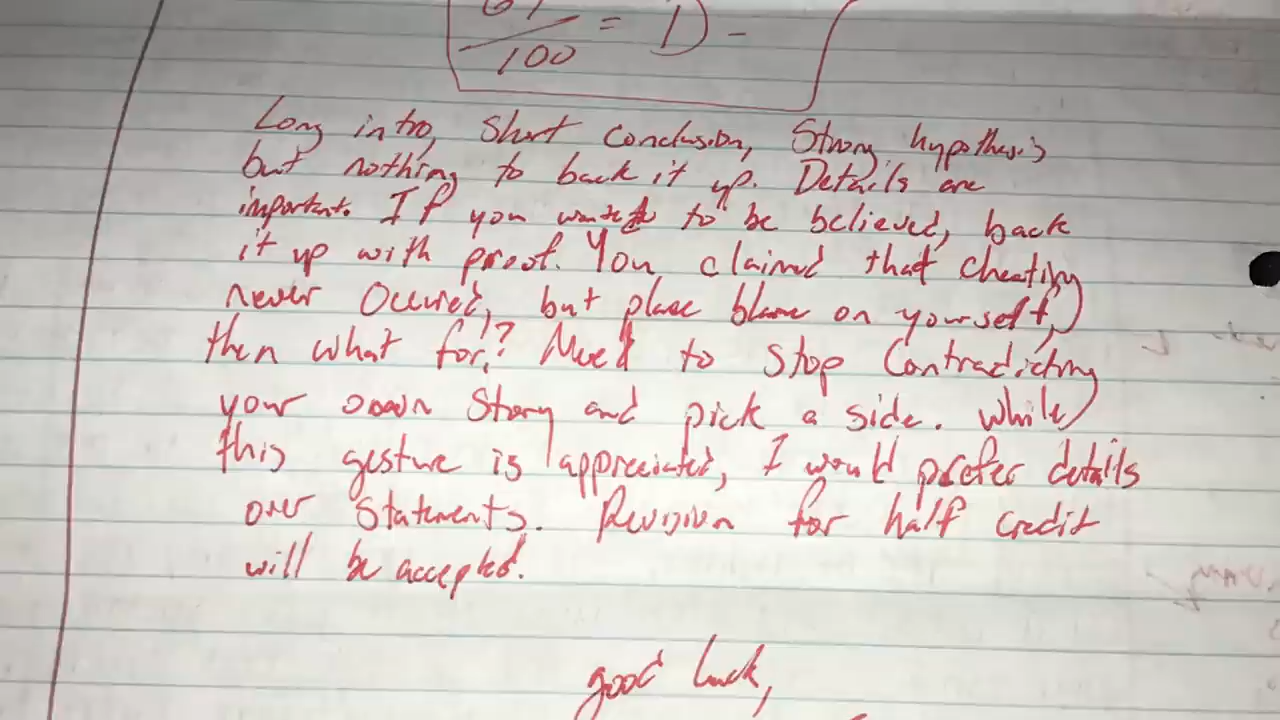 61/100 = D-
Long intro, Short Conclusion, Strong hypothesis
but nothing to back it up. Details are
important. If you want to be believed, back
it up with proof. You claimed that cheating
never Occured, but place blame on yourself,
then what for!? Need to stop Contradicting
your own Story and pick a side. While
this gesture is appreciated, I would prefer details
over statements. Revision for half credit
will be accepted.
good luck,